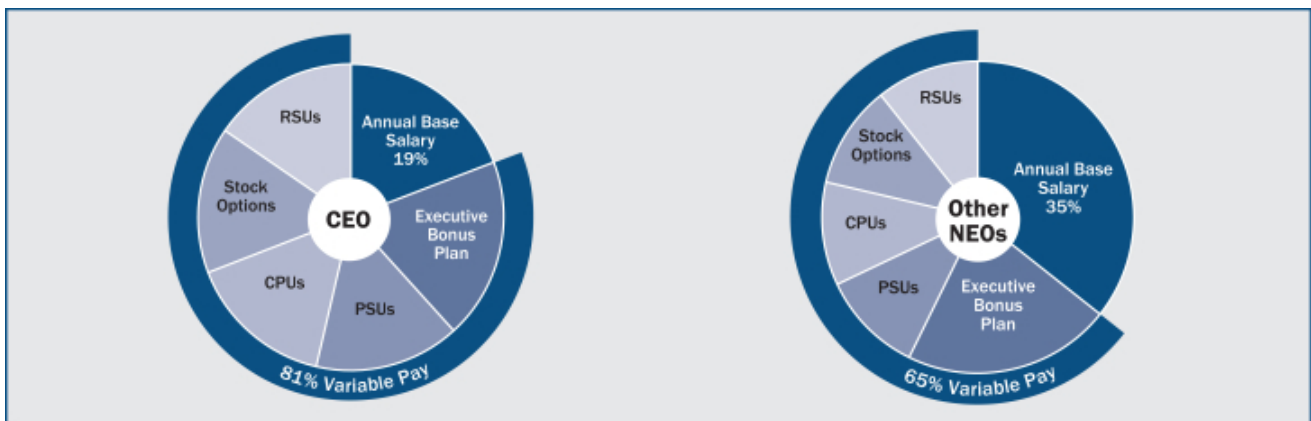 RSUs
Annual Base
Salary
19%
Stock
Options
CEO
Executive
Bonus
Plan
CPUs
PSUs
81% Variable Pay
RSUs
Stock
Options
Annual Base
Salary
35%
CPUs
Other
NEOs
PSUs
Executive
Bonus
Plan
65% Variable Pay